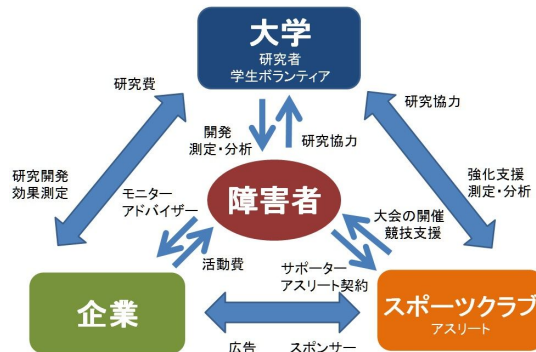 大学
研究者
学生ボランティア
研究費
研究協力
開発
測定・分析
研究協力
研究開発
効果測定
モニター
アドバイザー
障害者
強化支援
測定・分析
大会の開催
競技支援
活動費
サポーター
アスリート契約
企業
スポーツクラブ
アスリート
広告
スポンサー